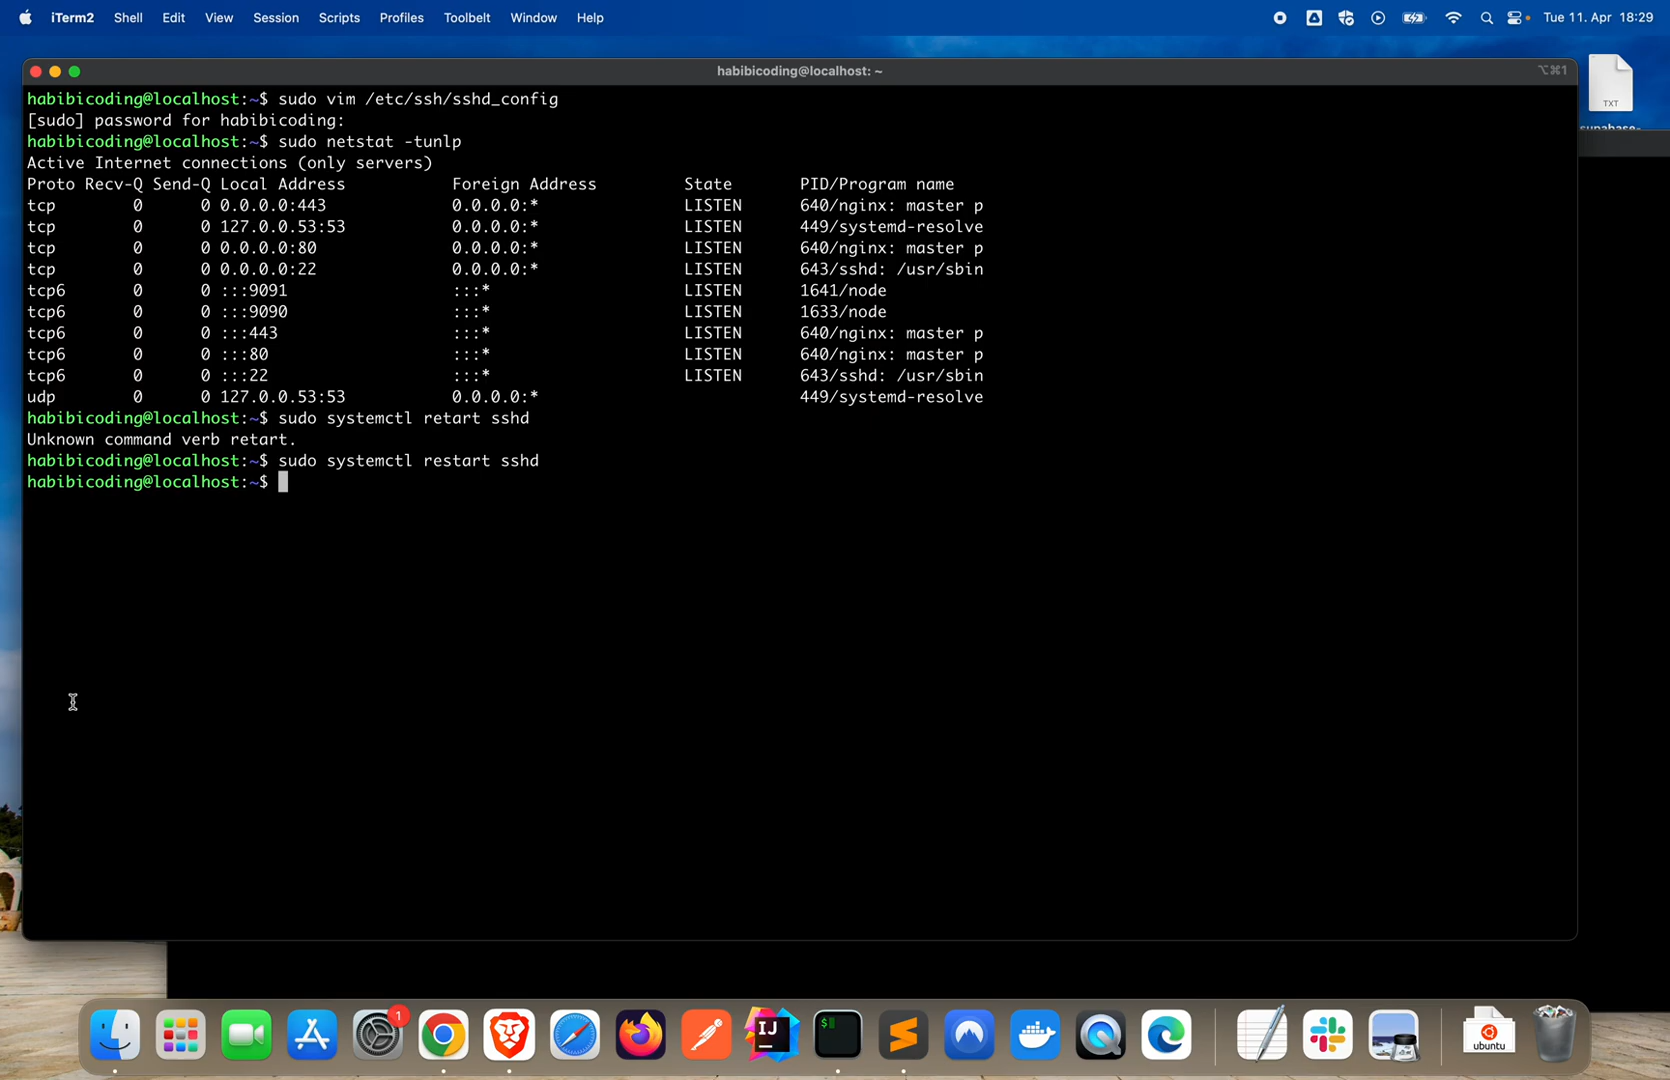 iTerm2 Shell Edit View Session Scripts Profiles Toolbelt Window Help Tue 11. Apr 18:29
habibicoding@localhost: ~ ⌥⌘1
habibicoding@localhost:~$ sudo vim /etc/ssh/sshd_config
[sudo] password for habibicoding:
habibicoding@localhost:~$ sudo netstat -tunlp
Active Internet connections (only servers)
Proto Recv-Q Send-Q Local Address Foreign Address State PID/Program name
tcp 0 0 0.0.0.0:443 0.0.0.0:* LISTEN 640/nginx: master p
tcp 0 0 127.0.0.53:53 0.0.0.0:* LISTEN 449/systemd-resolve
tcp 0 0 0.0.0.0:80 0.0.0.0:* LISTEN 640/nginx: master p
tcp 0 0 0.0.0.0:22 0.0.0.0:* LISTEN 643/sshd: /usr/sbin
tcp6 0 0 :::9091 :::* LISTEN 1641/node
tcp6 0 0 :::9090 :::* LISTEN 1633/node
tcp6 0 0 :::443 :::* LISTEN 640/nginx: master p
tcp6 0 0 :::80 :::* LISTEN 640/nginx: master p
tcp6 0 0 :::22 :::* LISTEN 643/sshd: /usr/sbin
udp 0 0 127.0.0.53:53 0.0.0.0:* 449/systemd-resolve
habibicoding@localhost:~$ sudo systemctl retart sshd
Unknown command verb retart.
habibicoding@localhost:~$ sudo systemctl restart sshd
habibicoding@localhost:~$
TXT
1
IJ
$
ubuntu